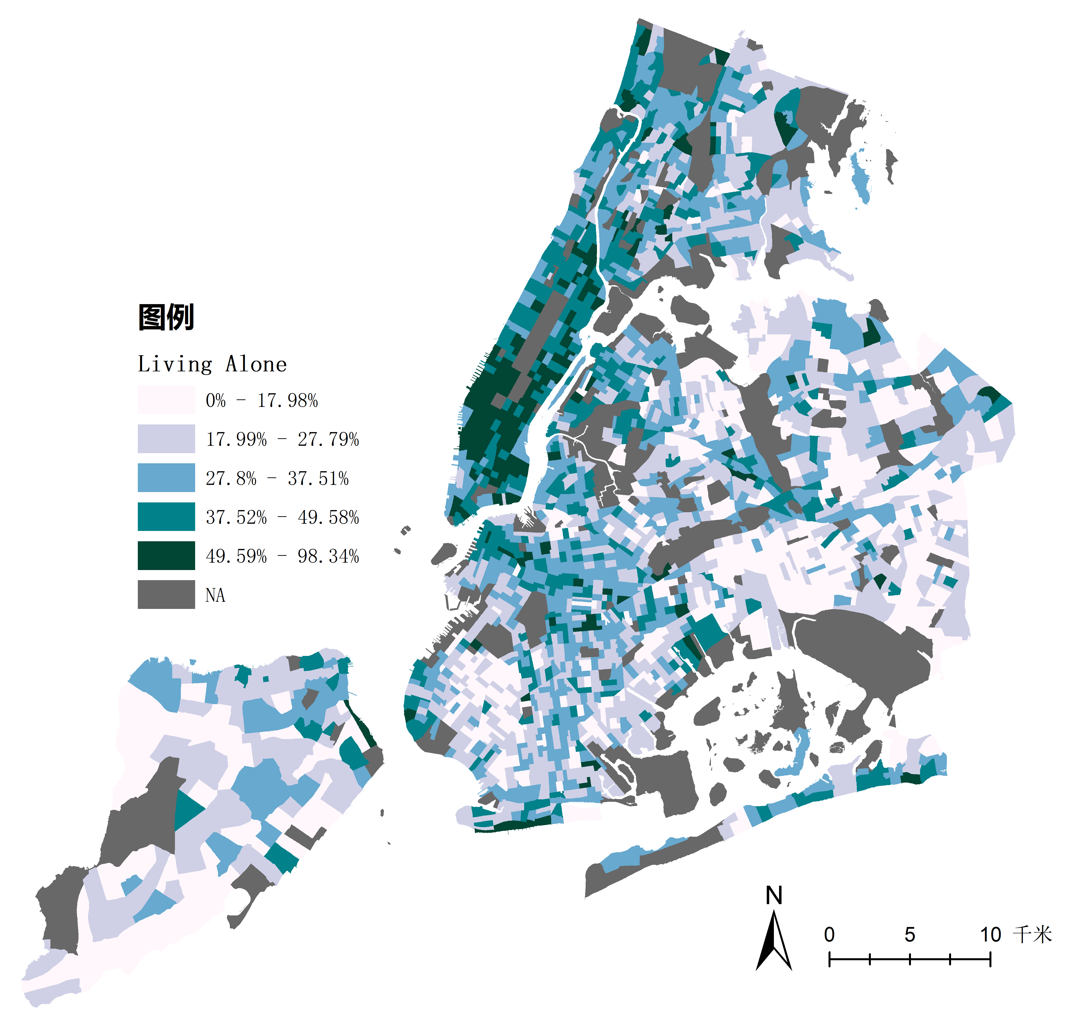 图例
Living Alone
0% - 17.98%
17.99% - 27.79%
27.8% - 37.51%
37.52% - 49.58%
49.59% - 98.34%
NA
N
0 5 10 千米